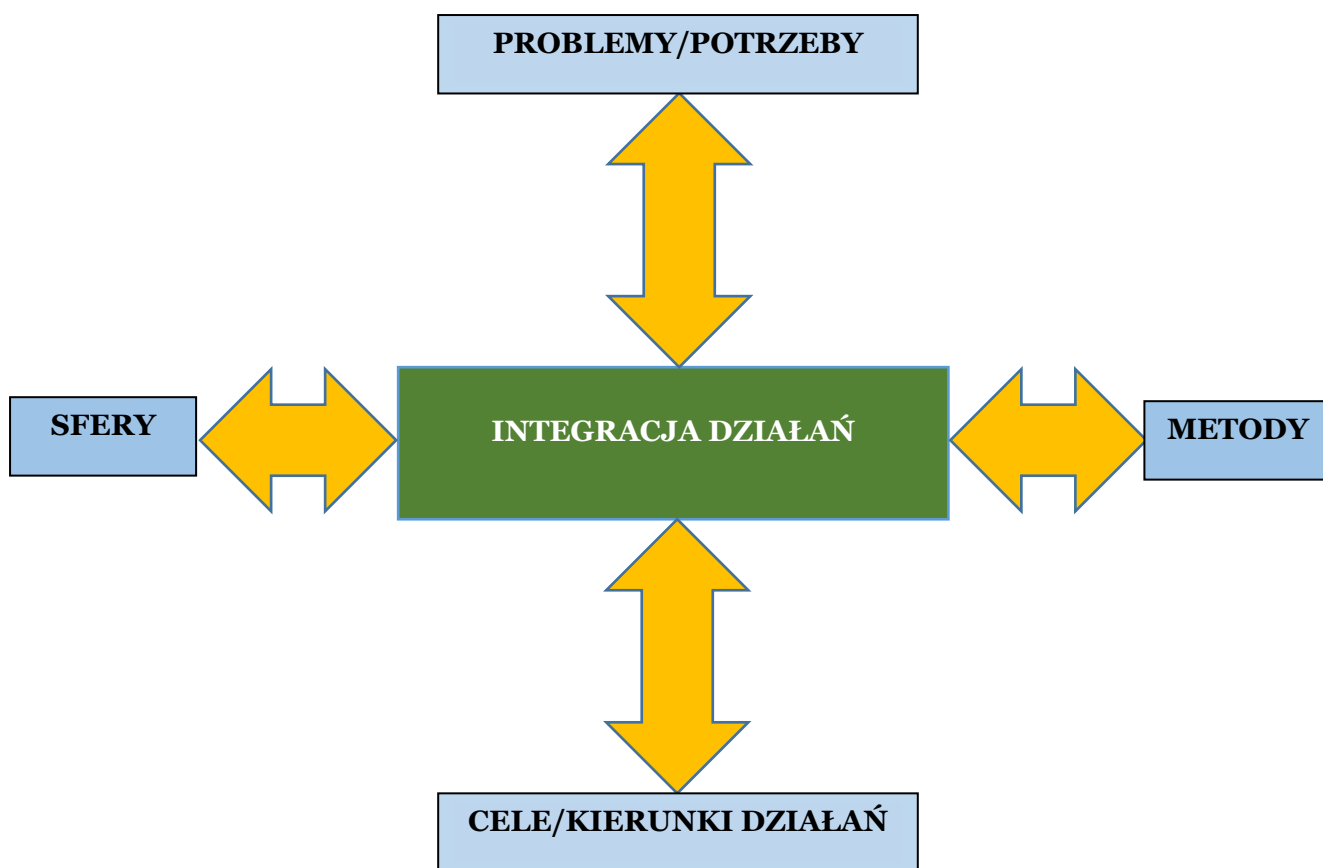 PROBLEMY/POTRZEBY
SFERY
INTEGRACJA DZIAŁAŃ
METODY
CELE/KIERUNKI DZIAŁAŃ